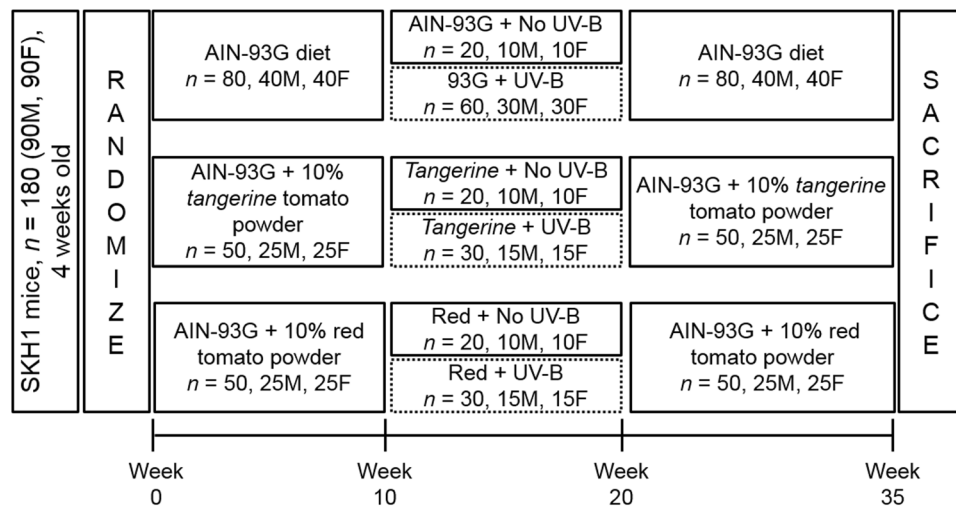 SKH1 mice, n = 180 (90M, 90F),
4 weeks old
RANDOMIZE
AIN-93G diet
n = 80, 40M, 40F
AIN-93G + No UV-B
n = 20, 10M, 10F
93G + UV-B
n = 60, 30M, 30F
AIN-93G diet
n = 80, 40M, 40F
AIN-93G + 10%
tangerine tomato
powder
n = 50, 25M, 25F
Tangerine + No UV-B
n = 20, 10M, 10F
Tangerine + UV-B
n = 30, 15M, 15F
AIN-93G + 10% tangerine
tomato powder
n = 50, 25M, 25F
AIN-93G + 10% red
tomato powder
n = 50, 25M, 25F
Red + No UV-B
n = 20, 10M, 10F
Red + UV-B
n = 30, 15M, 15F
AIN-93G + 10% red
tomato powder
n = 50, 25M, 25F
SACRIFICE
Week
0
Week
10
Week
20
Week
35